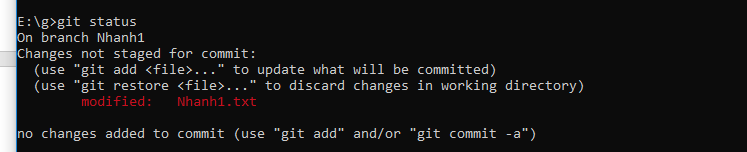 E:\g>git status
On branch Nhanh1
Changes not staged for commit:
  (use "git add <file>..." to update what will be committed)
  (use "git restore <file>..." to discard changes in working directory)
        modified:   Nhanh1.txt
no changes added to commit (use "git add" and/or "git commit -a")